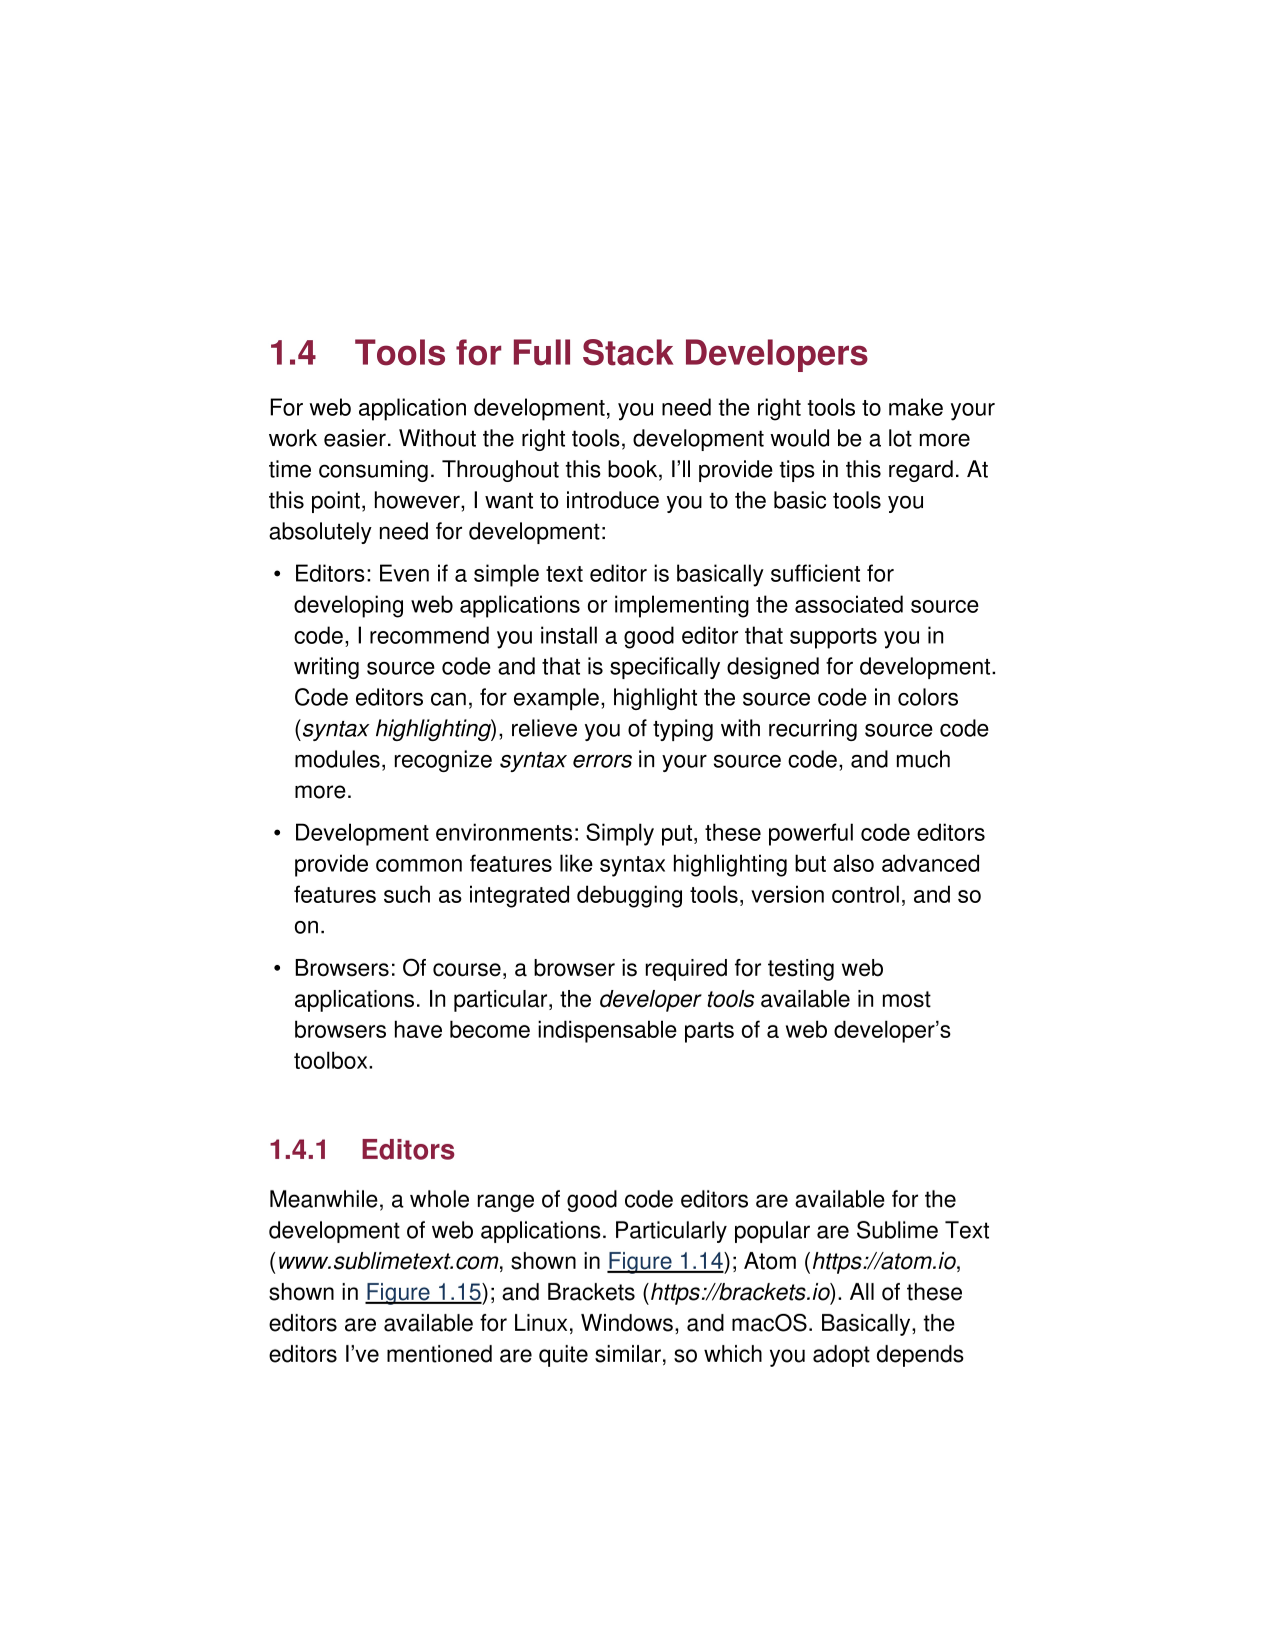 1.4 Tools for Full Stack Developers
For web application development, you need the right tools to make your
work easier. Without the right tools, development would be a lot more
time consuming. Throughout this book, I’ll provide tips in this regard. At
this point, however, I want to introduce you to the basic tools you
absolutely need for development:
• Editors: Even if a simple text editor is basically sufficient for
developing web applications or implementing the associated source
code, I recommend you install a good editor that supports you in
writing source code and that is specifically designed for development.
Code editors can, for example, highlight the source code in colors
(syntax highlighting), relieve you of typing with recurring source code
modules, recognize syntax errors in your source code, and much
more.
• Development environments: Simply put, these powerful code editors
provide common features like syntax highlighting but also advanced
features such as integrated debugging tools, version control, and so
on.
• Browsers: Of course, a browser is required for testing web
applications. In particular, the developer tools available in most
browsers have become indispensable parts of a web developer’s
toolbox.
1.4.1 Editors
Meanwhile, a whole range of good code editors are available for the
development of web applications. Particularly popular are Sublime Text
(www.sublimetext.com, shown in Figure 1.14); Atom (https://atom.io,
shown in Figure 1.15); and Brackets (https://brackets.io). All of these
editors are available for Linux, Windows, and macOS. Basically, the
editors I’ve mentioned are quite similar, so which you adopt depends